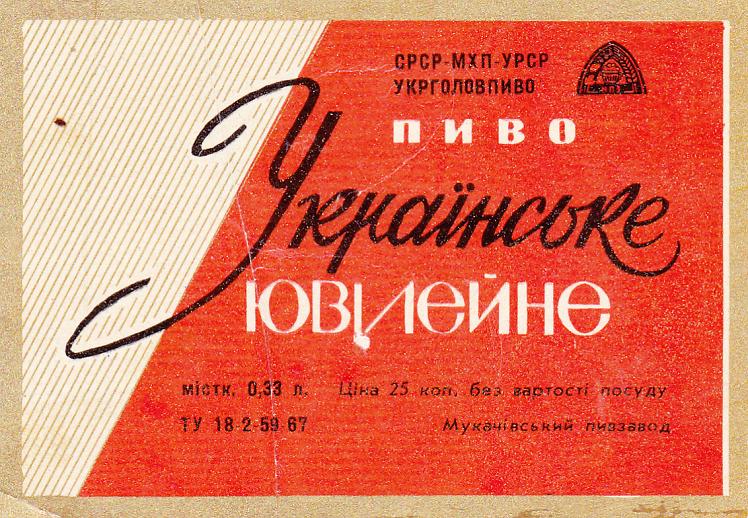 СРСР-МХП-УРСР
УКРГОЛОВПИВО
ПИВО
Українське
ЮВІЛЕЙНЕ
містк. 0,33 л. Ціна 25 коп. без вартості посуду
ТУ 18-2-59-67 Мукачівський пивзавод